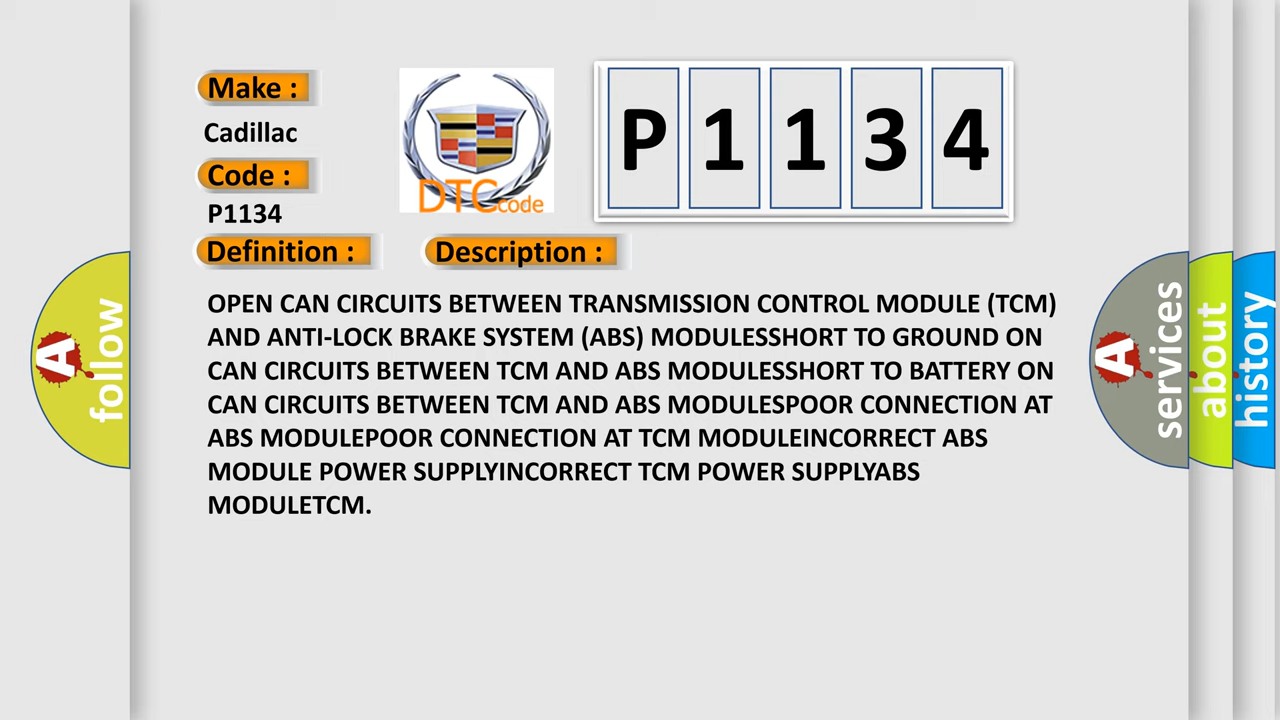 Make :
Cadillac
Code :
P1134
DTC code
P 1 1 3 4
Definition :
Description :
OPEN CAN CIRCUITS BETWEEN TRANSMISSION CONTROL MODULE (TCM)
AND ANTI-LOCK BRAKE SYSTEM (ABS) MODULESSHORT TO GROUND ON
CAN CIRCUITS BETWEEN TCM AND ABS MODULESSHORT TO BATTERY ON
CAN CIRCUITS BETWEEN TCM AND ABS MODULESPOOR CONNECTION AT
ABS MODULEPOOR CONNECTION AT TCM MODULEINCORRECT ABS
MODULE POWER SUPPLYINCORRECT TCM POWER SUPPLYABS
MODULETCM.
A follow
A services
about
history